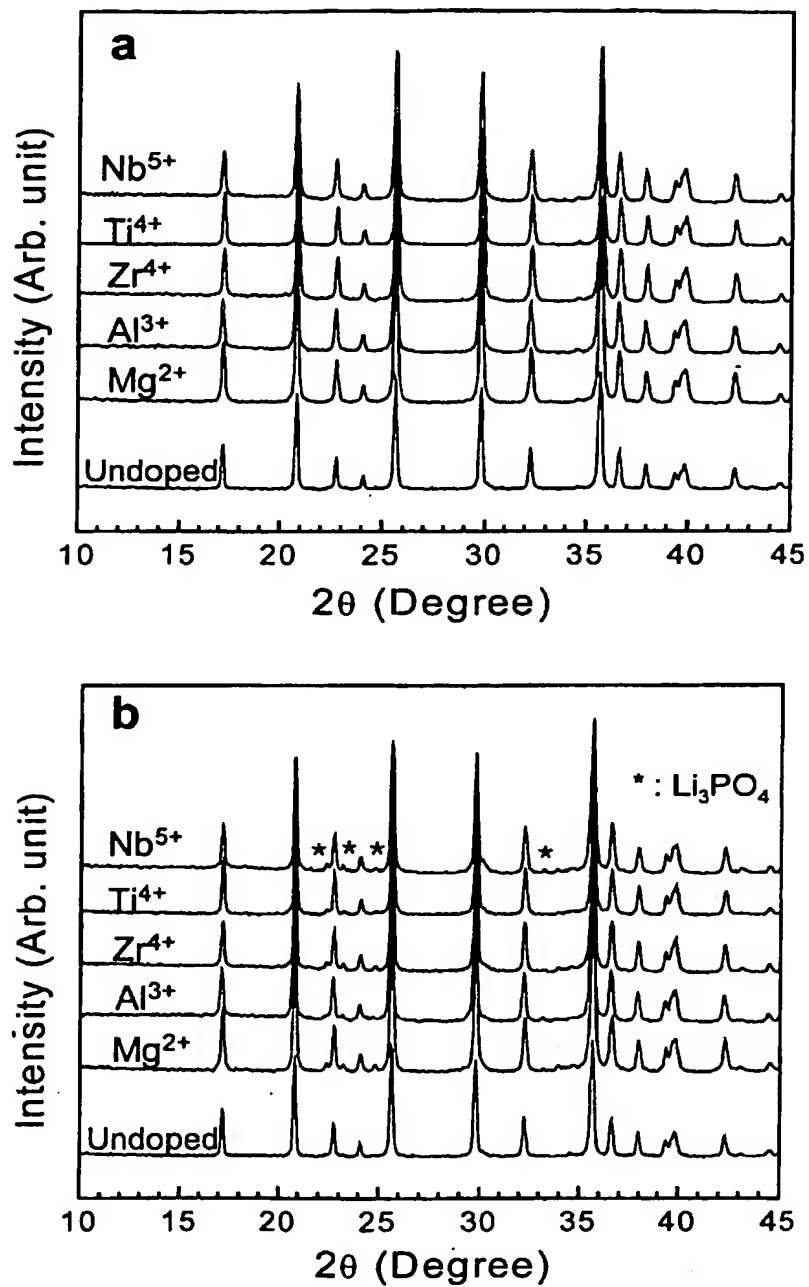 a
Intensity (Arb. unit)
Nb⁵⁺
Ti⁴⁺
Zr⁴⁺
Al³⁺
Mg²⁺
Undoped
10 15 20 25 30 35 40 45
2θ (Degree)
b
Intensity (Arb. unit)
* : Li₃PO₄
Nb⁵⁺ * * * *
Ti⁴⁺
Zr⁴⁺
Al³⁺
Mg²⁺
Undoped
10 15 20 25 30 35 40 45
2θ (Degree)